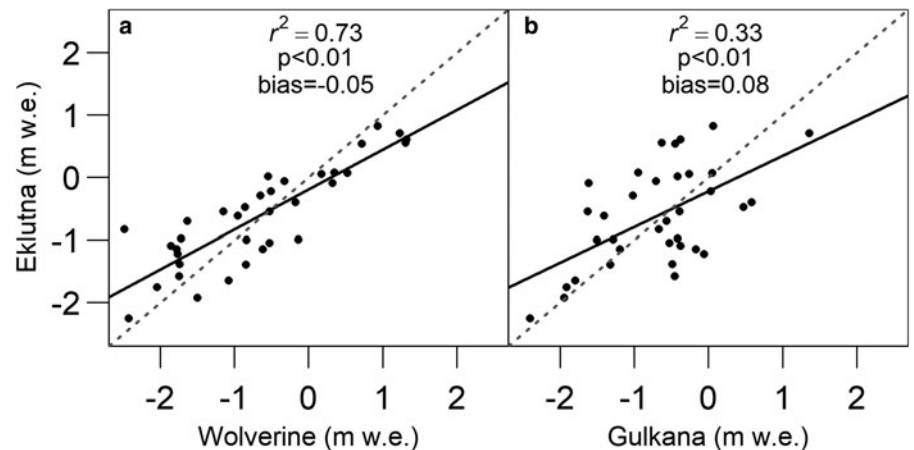 a
r² = 0.73
p<0.01
bias=-0.05
b
r² = 0.33
p<0.01
bias=0.08
Eklutna (m w.e.)
2
1
0
-1
-2
-2 -1 0 1 2
-2 -1 0 1 2
Wolverine (m w.e.)
Gulkana (m w.e.)